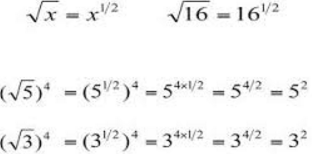 √x = x^{1/2} √16 = 16^{1/2}
(√5)^4 = (5^{1/2})^4 = 5^{4×1/2} = 5^{4/2} = 5^2
(√3)^4 = (3^{1/2})^4 = 3^{4×1/2} = 3^{4/2} = 3^2